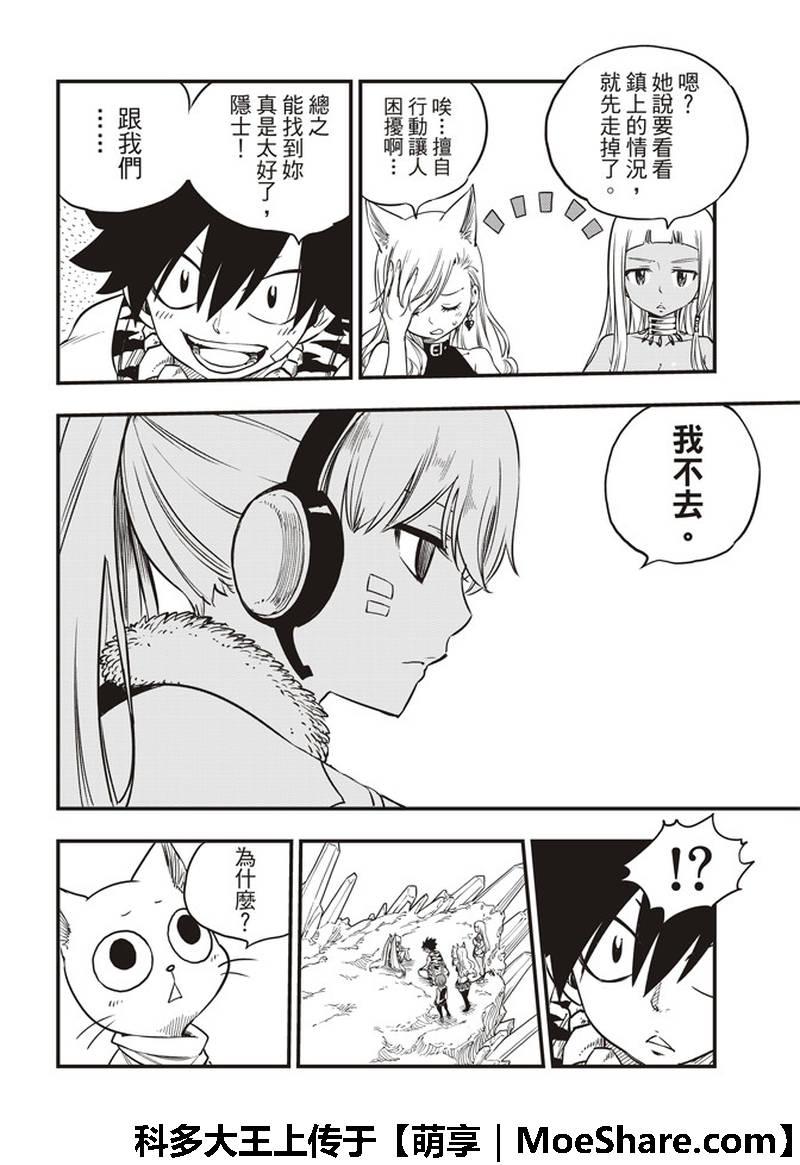 嗯？
她說要看看
鎮上的情況，
就先走掉了。
唉…擅自
行動讓人
困擾啊…
總之
能找到妳
真是太好了，
隱士！
跟我們
……
我不去。
!?
為什麼？
科多大王上传于【萌享 | MoeShare.com】